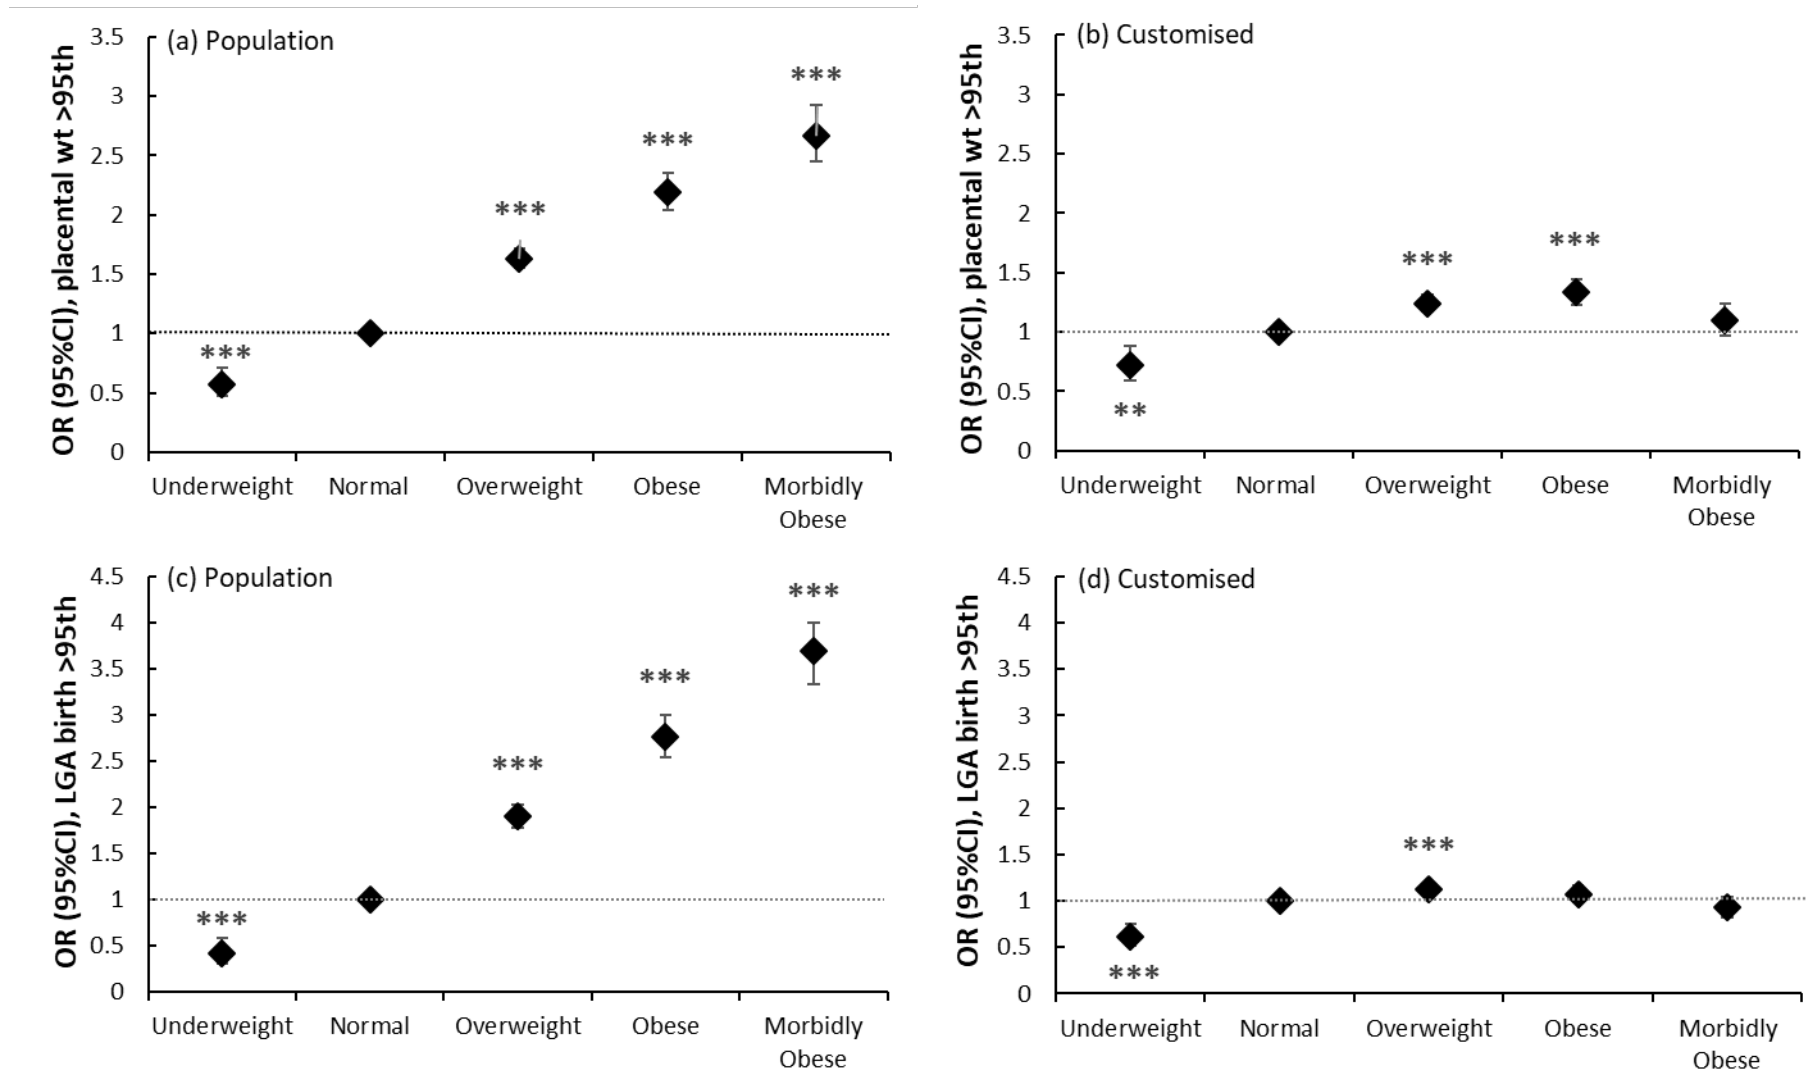 (a) Population
OR (95%CI), placental wt >95th
3.5
3
2.5
2
1.5
1
0.5
0
***
***
***
***
Underweight
Normal
Overweight
Obese
Morbidly
Obese
(b) Customised
OR (95%CI), placental wt >95th
3.5
3
2.5
2
1.5
1
0.5
0
**
***
***
Underweight
Normal
Overweight
Obese
Morbidly
Obese
(c) Population
OR (95%CI), LGA birth >95th
4.5
4
3.5
3
2.5
2
1.5
1
0.5
0
***
***
***
***
Underweight
Normal
Overweight
Obese
Morbidly
Obese
(d) Customised
OR (95%CI), LGA birth >95th
4.5
4
3.5
3
2.5
2
1.5
1
0.5
0
***
***
Underweight
Normal
Overweight
Obese
Morbidly
Obese